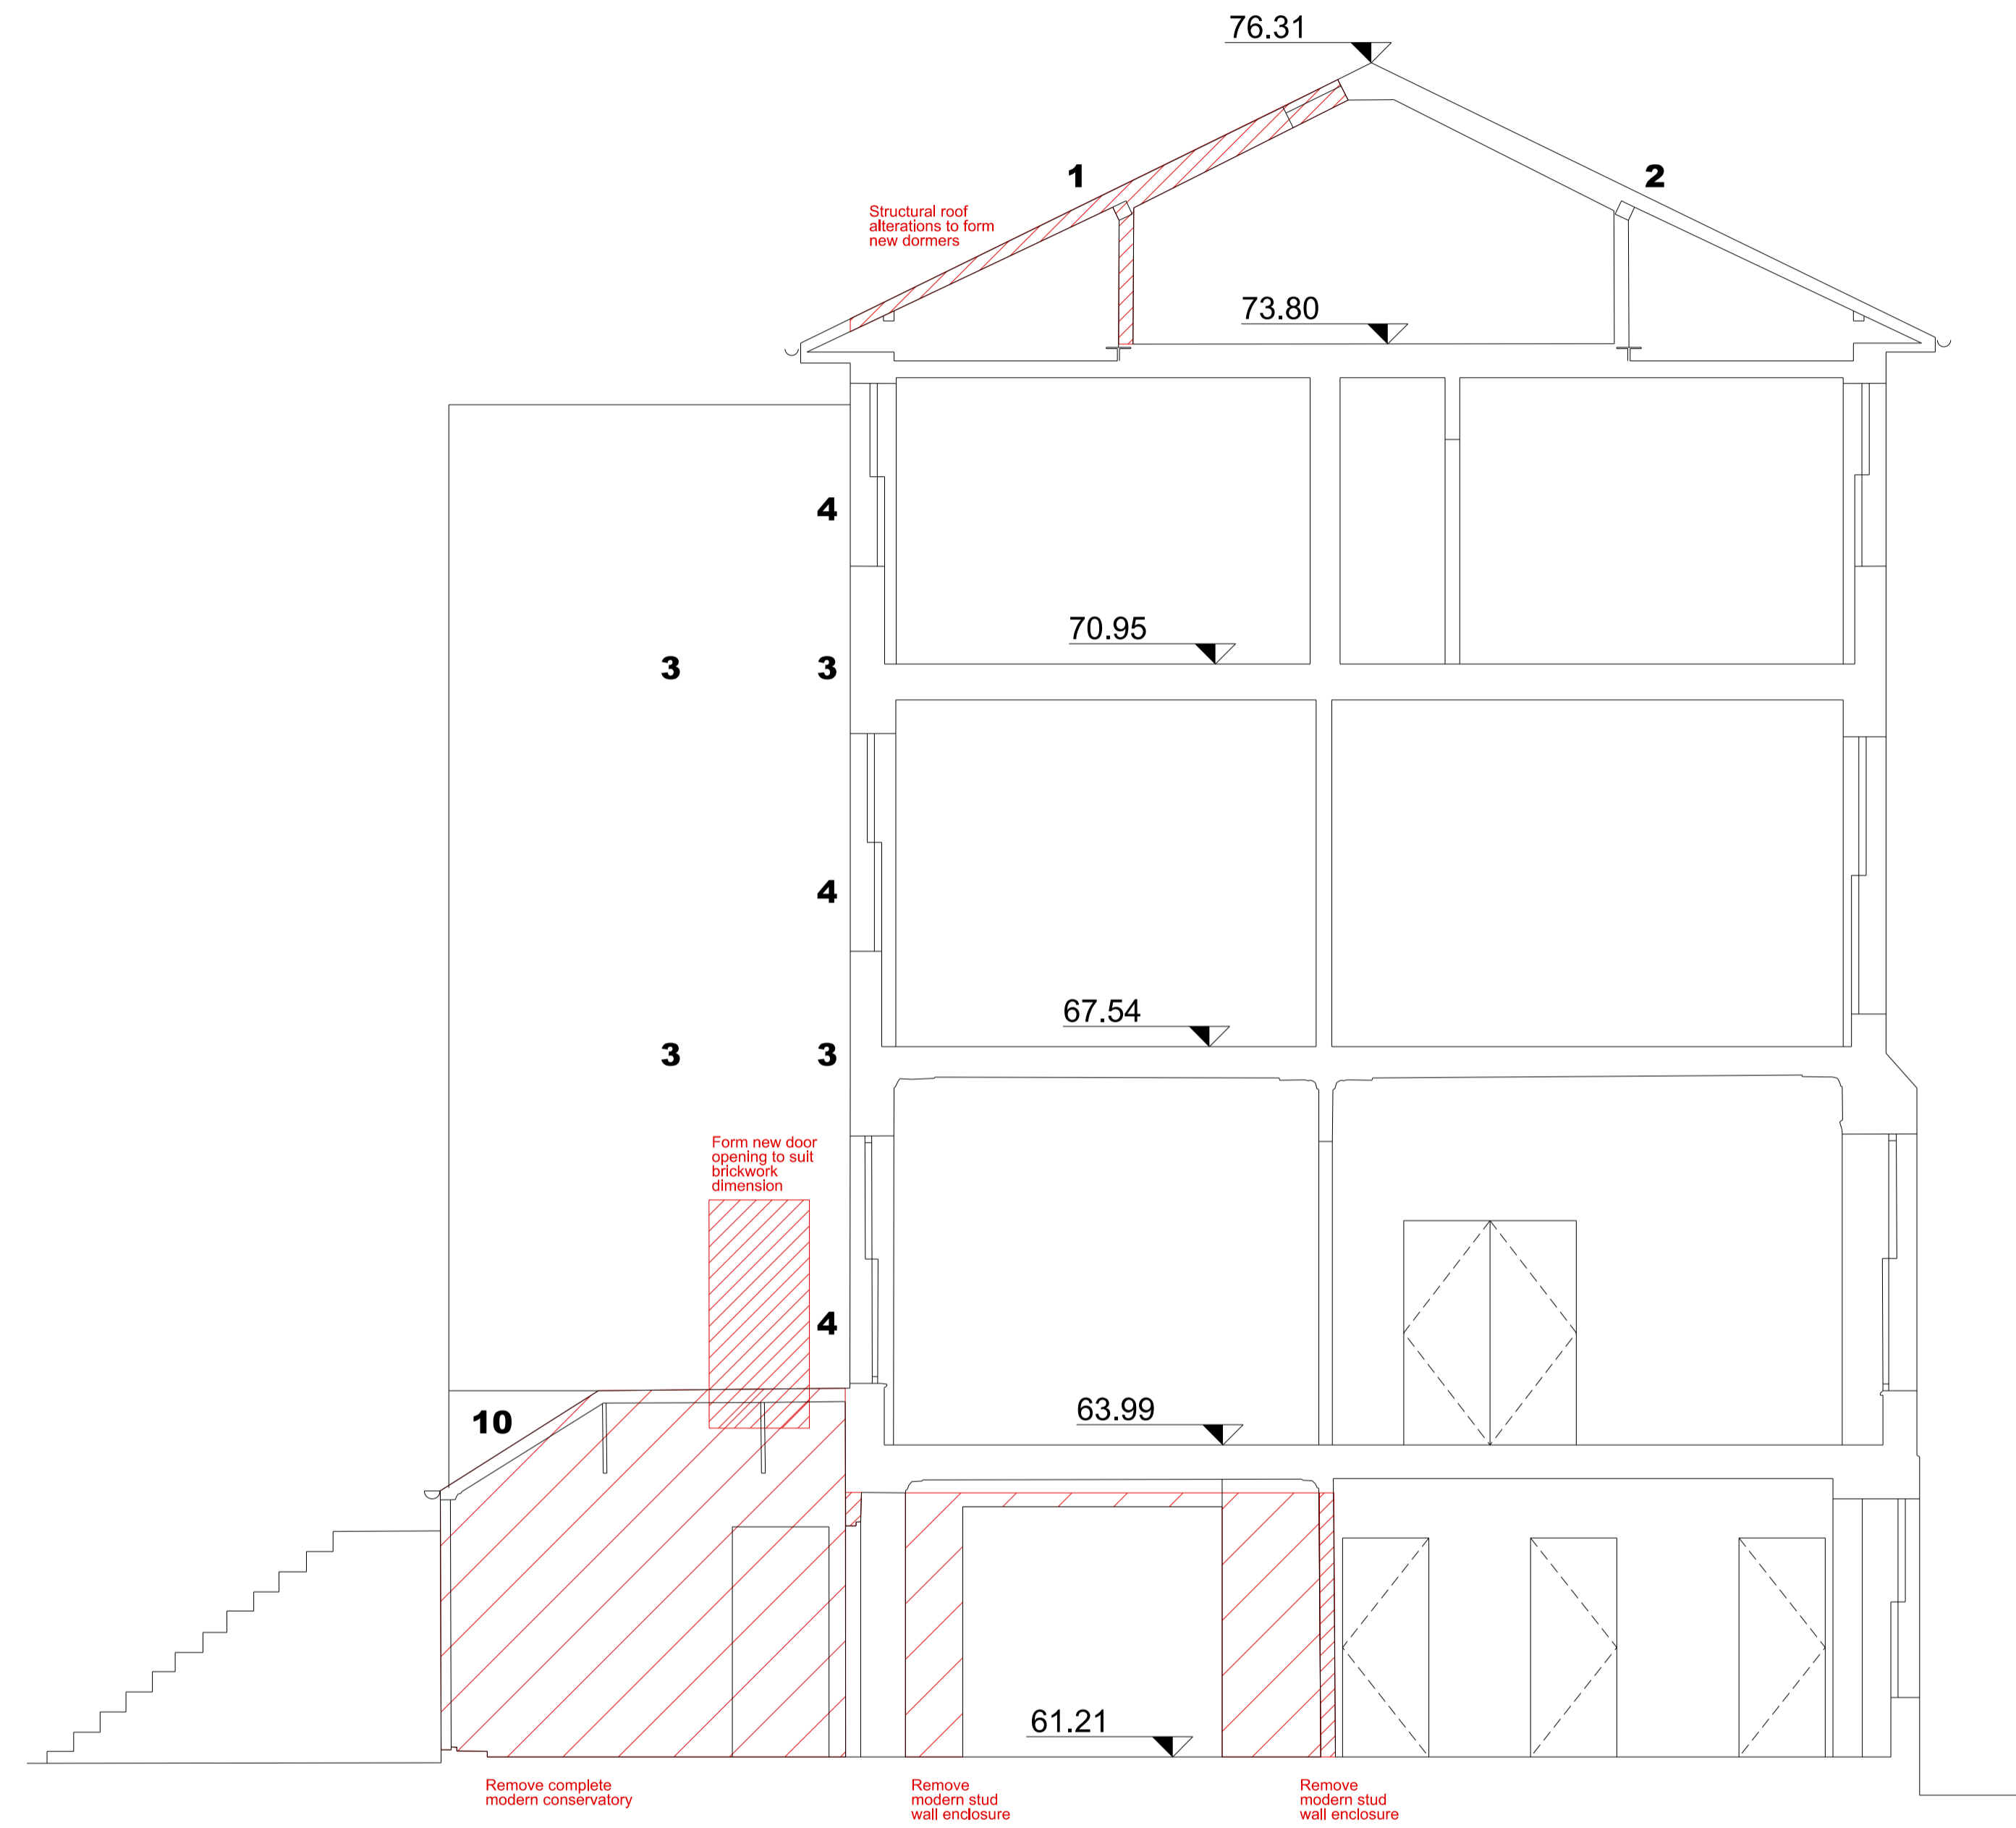 76.31
1
2
Structural roof
alterations to form
new dormers
73.80
4
70.95
3
3
4
67.54
3
3
Form new door
opening to suit
brickwork
dimension
4
10
63.99
61.21
Remove complete
modern conservatory
Remove
modern stud
wall enclosure
Remove
modern stud
wall enclosure